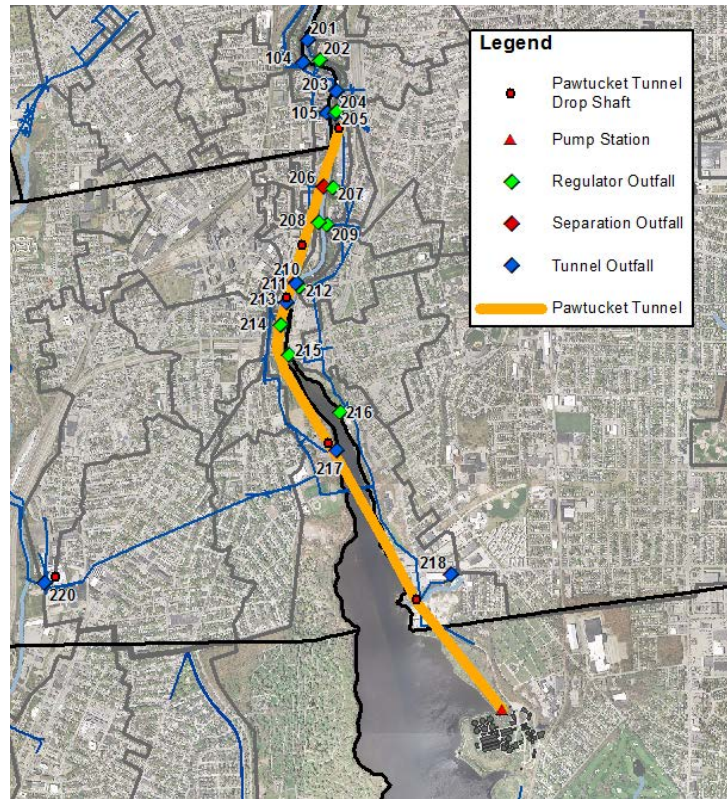 201
202
104
203
204
105
205
206
207
208
209
210
211
212
213
214
215
216
217
218
220
Legend
Pawtucket Tunnel
Drop Shaft
Pump Station
Regulator Outfall
Separation Outfall
Tunnel Outfall
Pawtucket Tunnel